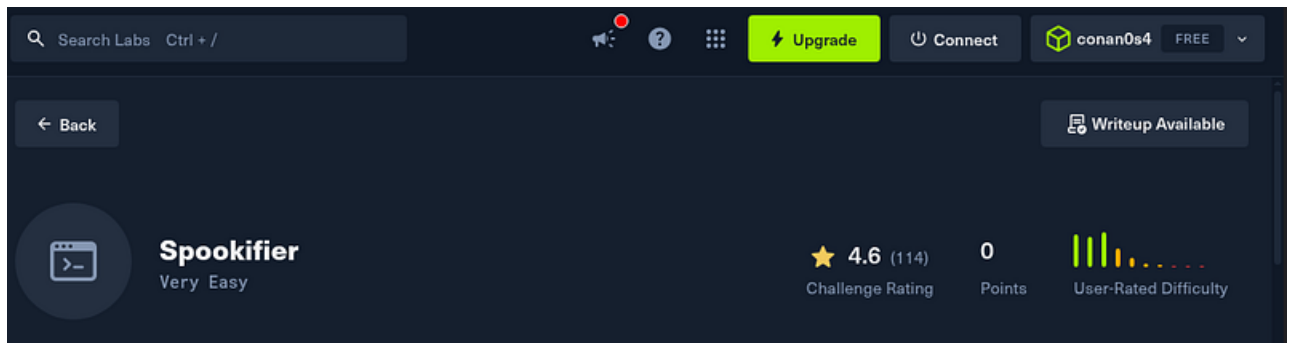 Search Labs Ctrl + /
Upgrade
Connect
conan0s4 FREE
Back
Writeup Available
Spookifier
Very Easy
4.6 (114)
Challenge Rating
0
Points
User-Rated Difficulty